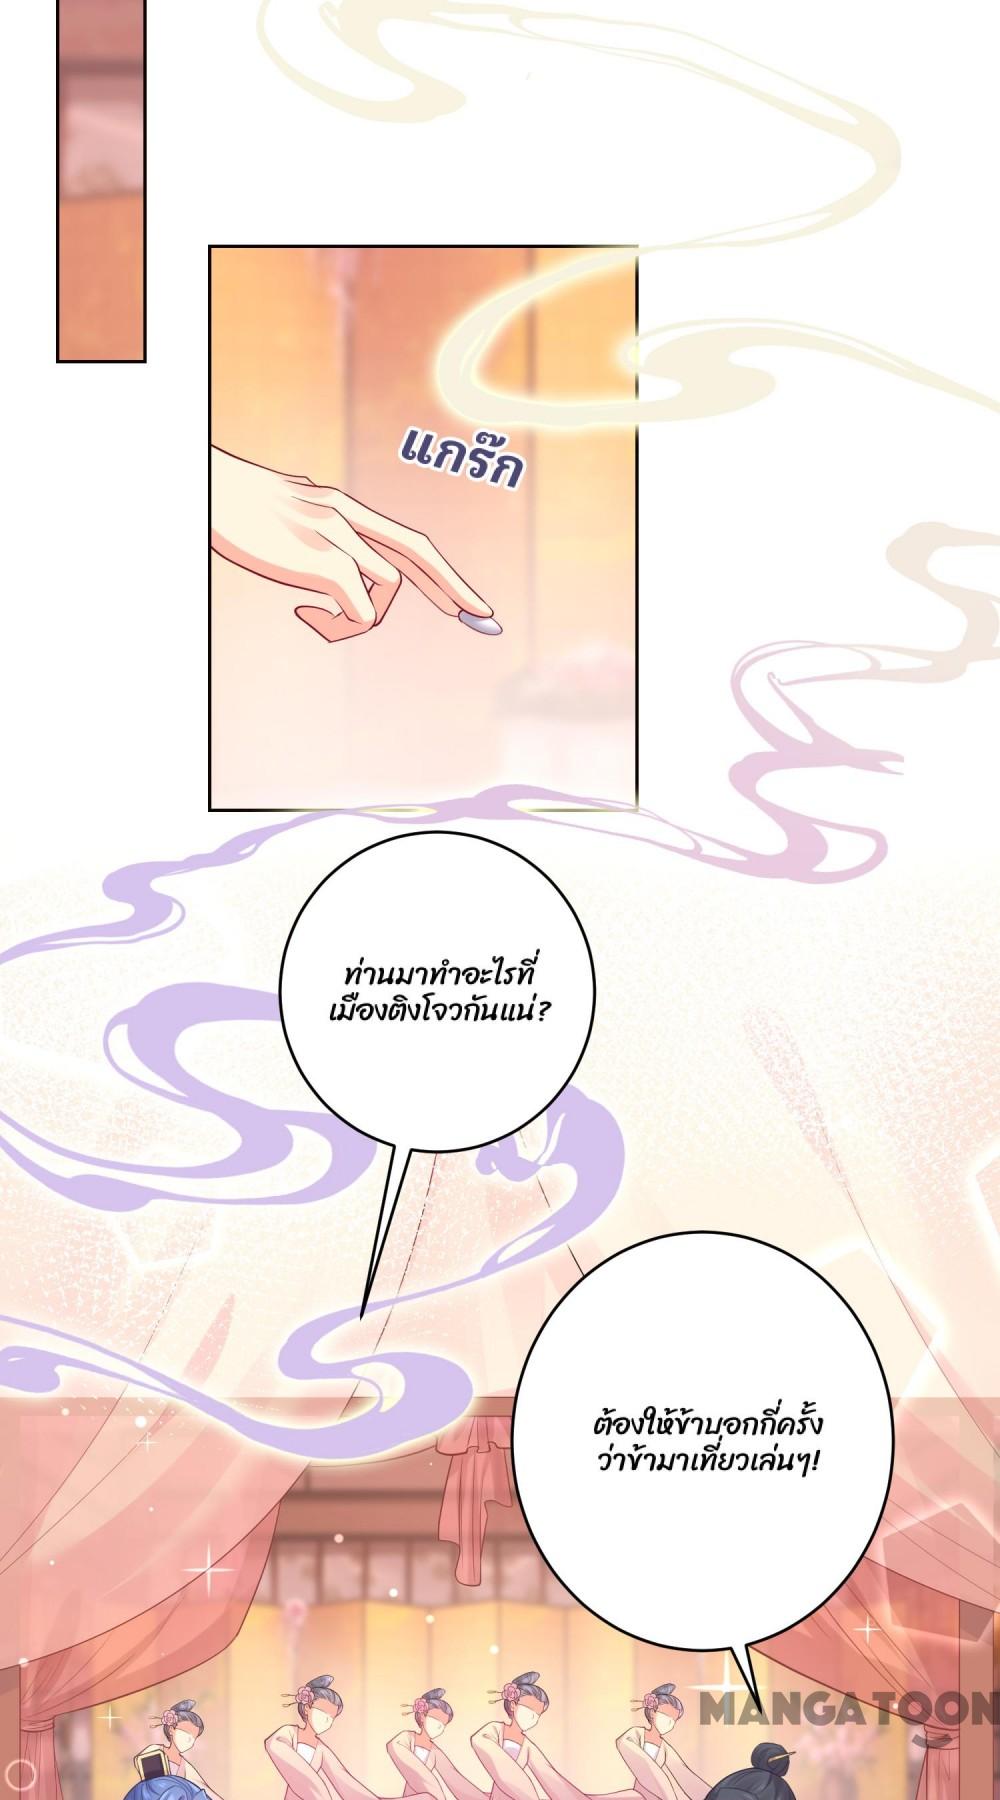 แกร๊ก
ท่านมาทำอะไรที่
เมืองติงโจวกันแน่?
ต้องให้ข้าบอกกี่ครั้ง
ว่าข้ามาเที่ยวเล่นๆ!
MANGATOON